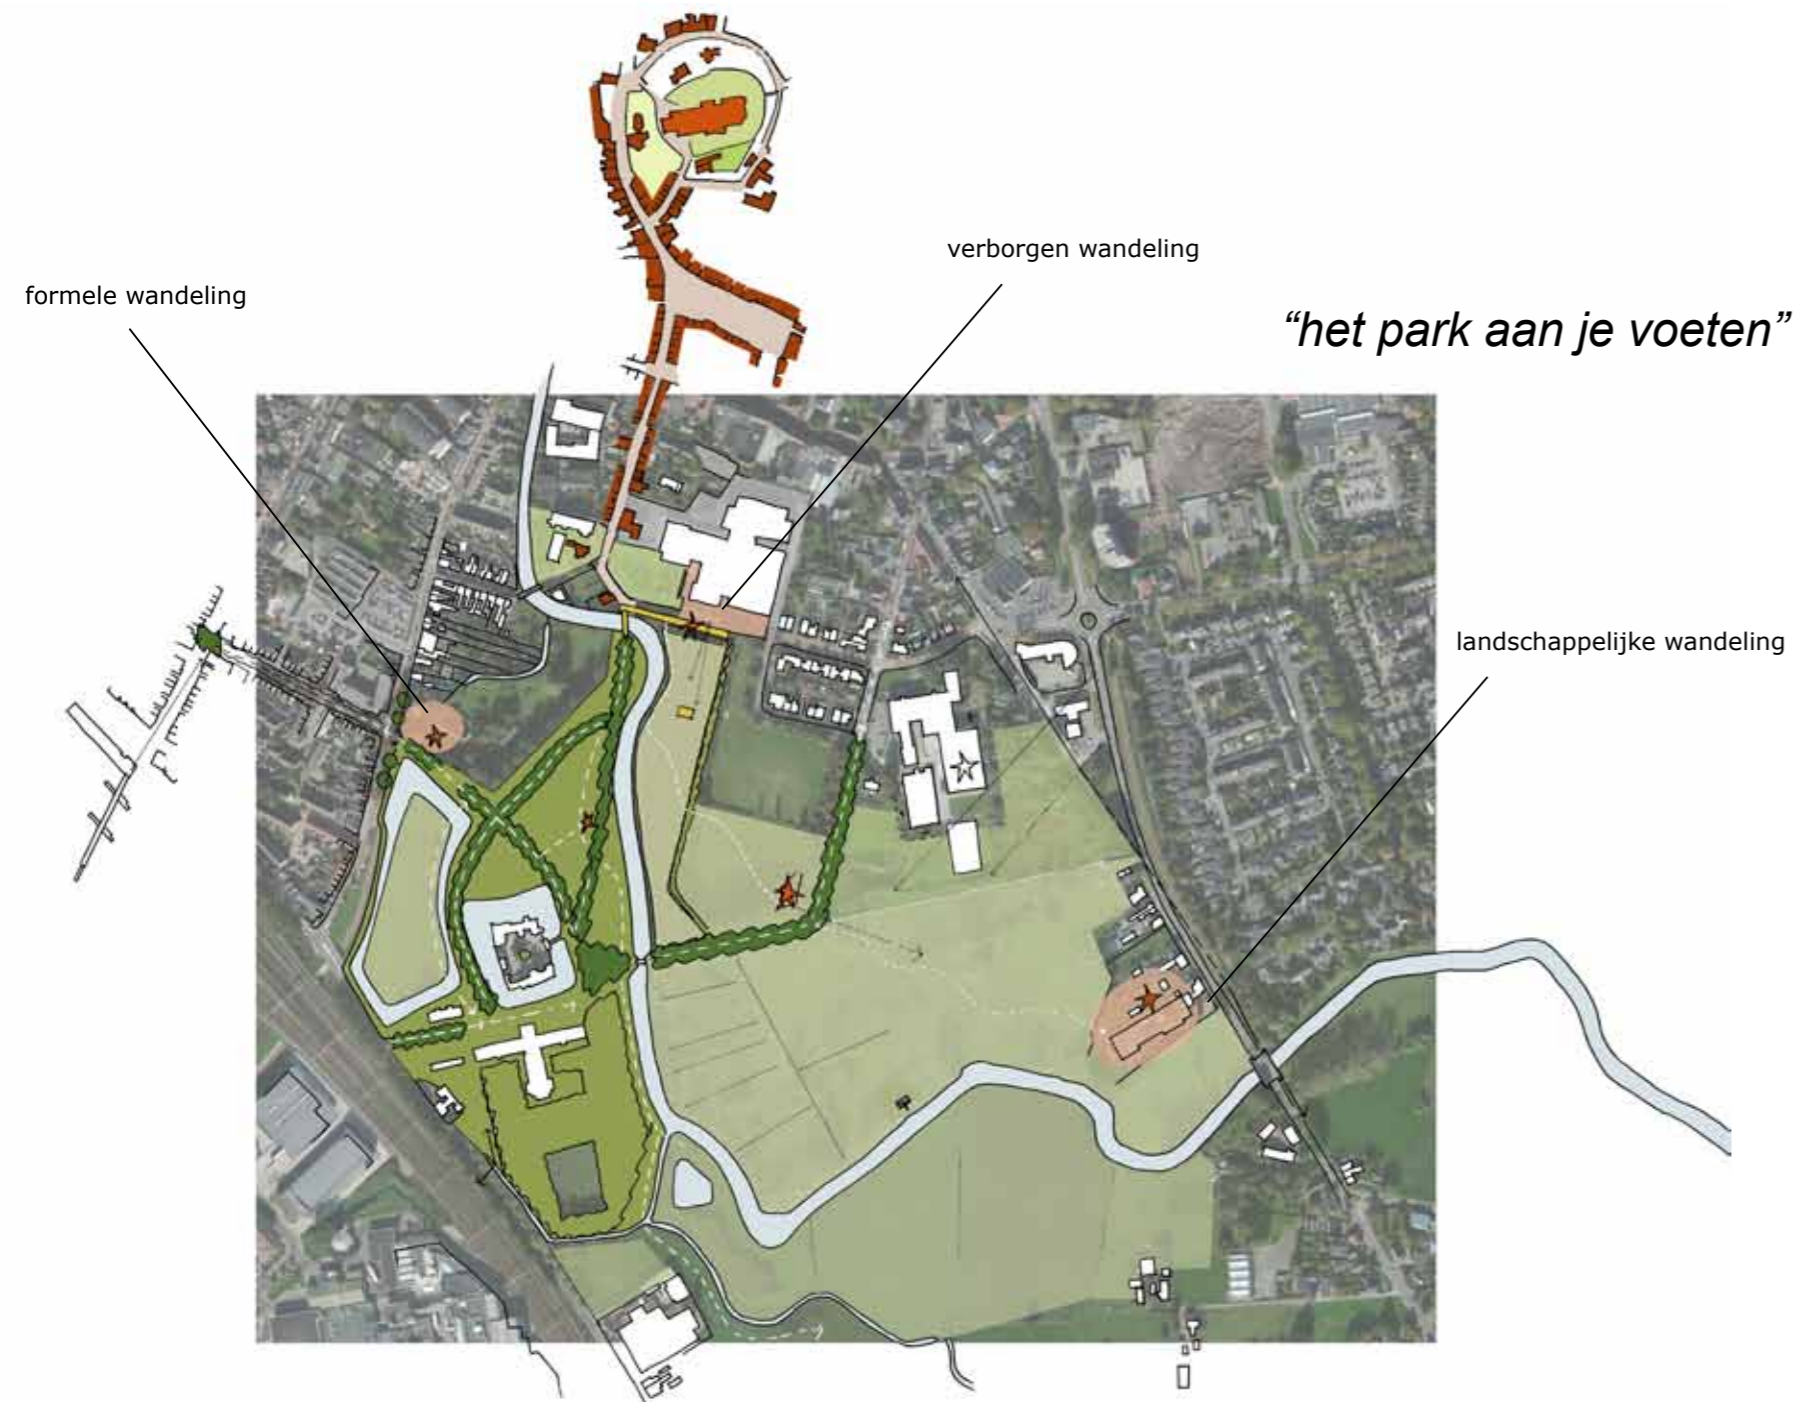 verborgen wandeling
formele wandeling
“het park aan je voeten”
landschappelijke wandeling